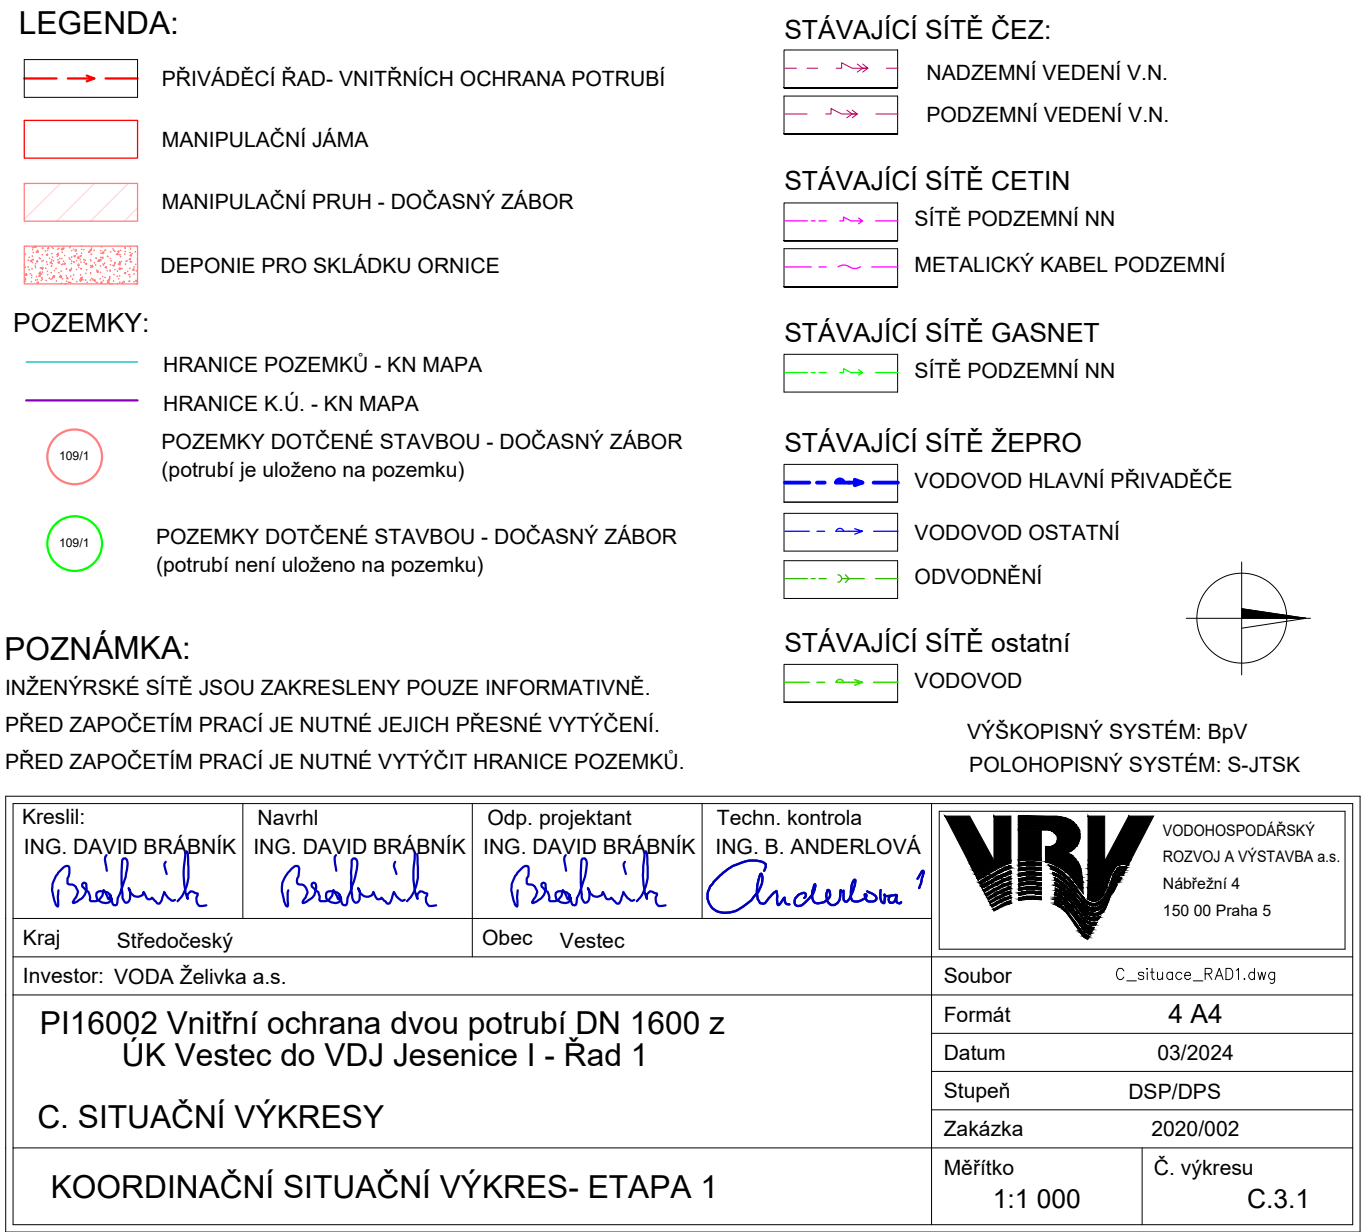 LEGENDA:
PŘIVÁDĚCÍ ŘAD- VNITŘNÍCH OCHRANA POTRUBÍ
MANIPULAČNÍ JÁMA
MANIPULAČNÍ PRUH - DOČASNÝ ZÁBOR
DEPONIE PRO SKLÁDKU ORNICE
POZEMKY:
HRANICE POZEMKŮ - KN MAPA
HRANICE K.Ú. - KN MAPA
109/1
POZEMKY DOTČENÉ STAVBOU - DOČASNÝ ZÁBOR
(potrubí je uloženo na pozemku)
109/1
POZEMKY DOTČENÉ STAVBOU - DOČASNÝ ZÁBOR
(potrubí není uloženo na pozemku)
POZNÁMKA:
INŽENÝRSKÉ SÍTĚ JSOU ZAKRESLENY POUZE INFORMATIVNĚ.
PŘED ZAPOČETÍM PRACÍ JE NUTNÉ JEJICH PŘESNÉ VYTÝČENÍ.
PŘED ZAPOČETÍM PRACÍ JE NUTNÉ VYTÝČIT HRANICE POZEMKŮ.
STÁVAJÍCÍ SÍTĚ ČEZ:
NADZEMNÍ VEDENÍ V.N.
PODZEMNÍ VEDENÍ V.N.
STÁVAJÍCÍ SÍTĚ CETIN
SÍTĚ PODZEMNÍ NN
METALICKÝ KABEL PODZEMNÍ
STÁVAJÍCÍ SÍTĚ GASNET
SÍTĚ PODZEMNÍ NN
STÁVAJÍCÍ SÍTĚ ŽEPRO
VODOVOD HLAVNÍ PŘIVADĚČE
VODOVOD OSTATNÍ
ODVODNĚNÍ
STÁVAJÍCÍ SÍTĚ ostatní
VODOVOD
VÝŠKOPISNÝ SYSTÉM: BpV
POLOHOPISNÝ SYSTÉM: S-JTSK
Kreslil:
ING. DAVID BRÁBNÍK
Brábník
Navrhl
ING. DAVID BRÁBNÍK
Brábník
Odp. projektant
ING. DAVID BRÁBNÍK
Brábník
Techn. kontrola
ING. B. ANDERLOVÁ
Anderlová
VRV
VODOHOSPODÁŘSKÝ
ROZVOJ A VÝSTAVBA a.s.
Nábřežní 4
150 00 Praha 5
Kraj Středočeský
Obec Vestec
Investor: VODA Želivka a.s.
PI16002 Vnitřní ochrana dvou potrubí DN 1600 z
ÚK Vestec do VDJ Jesenice I - Řad 1
C. SITUAČNÍ VÝKRESY
KOORDINAČNÍ SITUAČNÍ VÝKRES- ETAPA 1
Soubor C_situace_RAD1.dwg
Formát 4 A4
Datum 03/2024
Stupeň DSP/DPS
Zakázka 2020/002
Měřítko
1:1 000
Č. výkresu
C.3.1